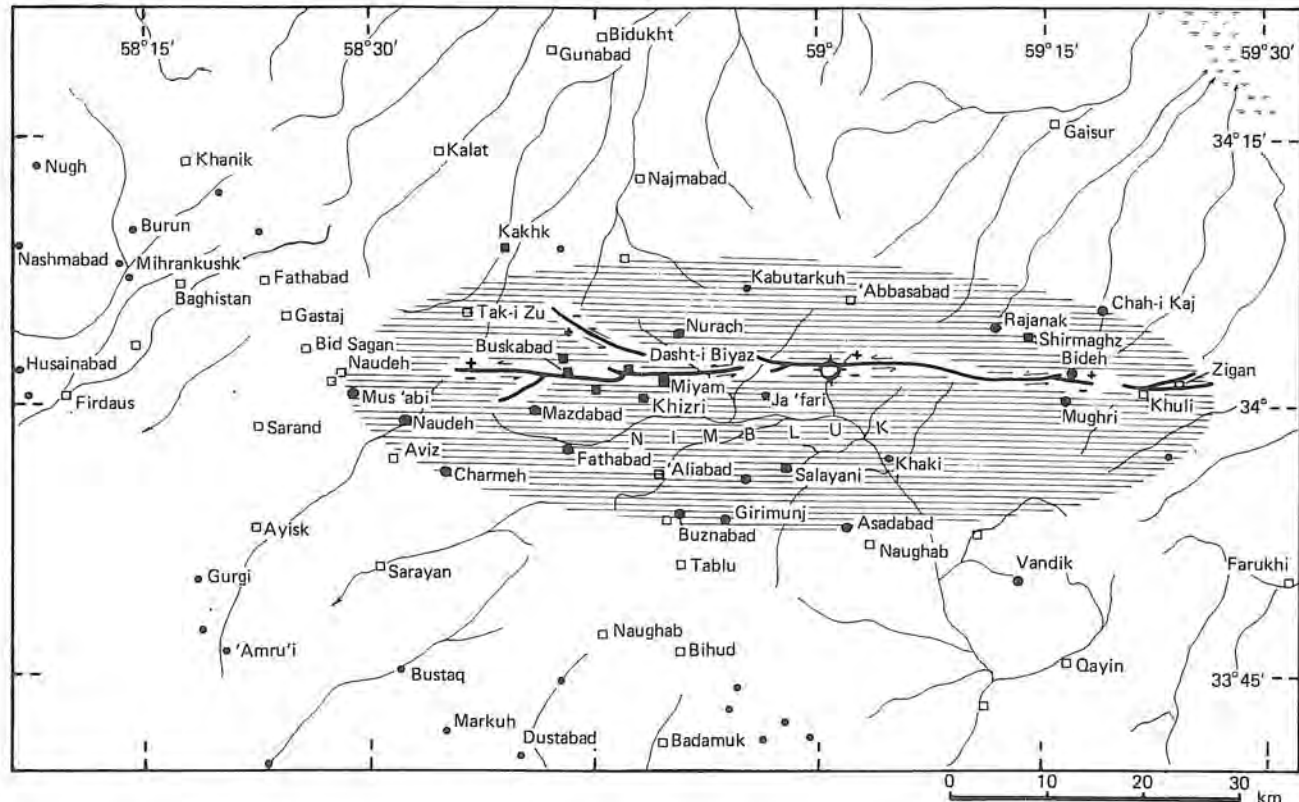 58°15′
58°30′
Bidukht
Gunabad
59°
59°15′
59°30′
Gaisur
34°15′
Nugh
Khanik
Kalat
Najmabad
Burun
Kakhk
Nashmabad
Mihrankushk
Fathabad
Baghistan
Kabutarkuh
‘Abbasabad
Chah-i Kaj
Gastaj
Tak-i Zu
Nurach
Rajanak
Shirmaghz
Bid Sagan
Buskabad
Dasht-i Biyaz
Bideh
Husainabad
Naudeh
Zigan
Firdaus
Mus ‘abi
Miyam
Mazdabad
Khizri
Ja ‘fari
Mughri
Khuli
34°
Sarand
Naudeh
N I M B L U K
Aviz
Fathabad
Charmeh
‘Aliabad
Salayani
Khaki
Girimunj
Asadabad
Ayisk
Buznabad
Naughab
Tablu
Vandik
Farukhi
Gurgi
Sarayan
Naughab
Bihud
‘Amru’i
Bustaq
Qayin
33°45′
Markuh
Dustabad
Badamuk
0 10 20 30
km
+
-
+
-
+
-
+
-
+
-
+
-